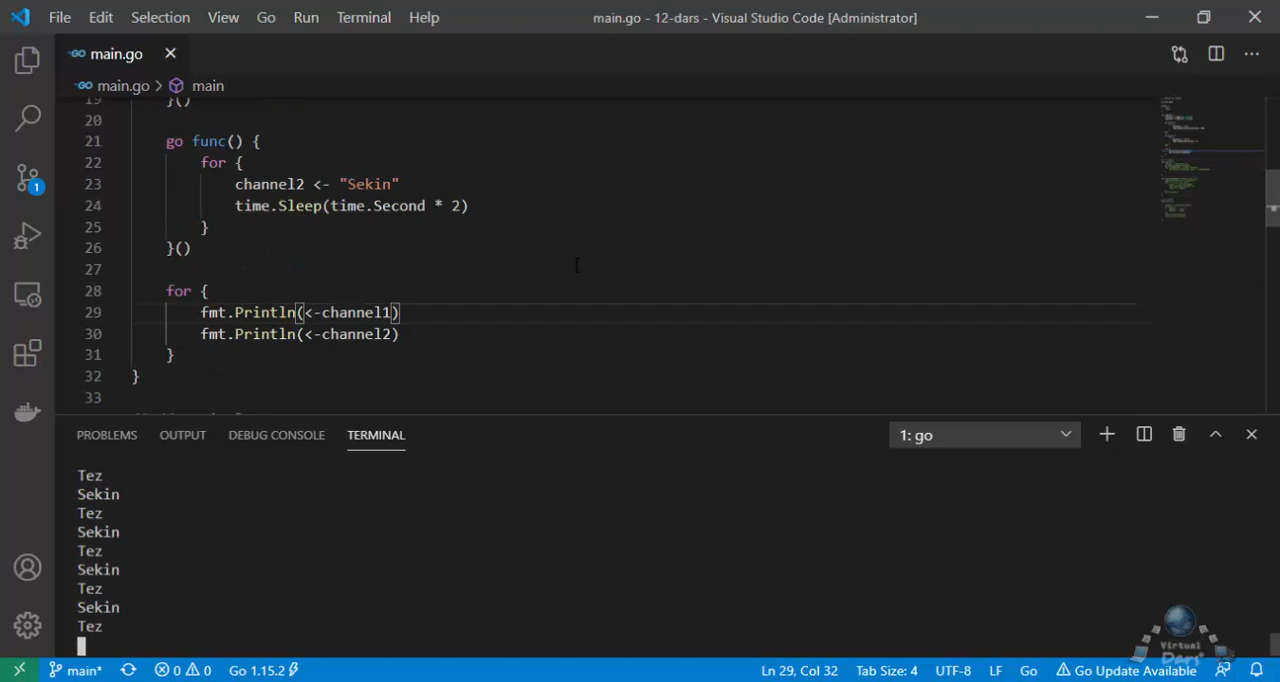 File Edit Selection View Go Run Terminal Help main.go - 12-dars - Visual Studio Code [Administrator]
main.go
main.go > main
19 }()
20
21 go func() {
22 for {
23 channel2 <- "Sekin"
24 time.Sleep(time.Second * 2)
25 }
26 }()
27
28 for {
29 fmt.Println(<-channel1)
30 fmt.Println(<-channel2)
31 }
32 }
33
1
PROBLEMS OUTPUT DEBUG CONSOLE TERMINAL 1: go
Tez
Sekin
Tez
Sekin
Tez
Sekin
Tez
Sekin
Tez
Virtual
Dars
main* 0 0 Go 1.15.2 Ln 29, Col 32 Tab Size: 4 UTF-8 LF Go Go Update Available